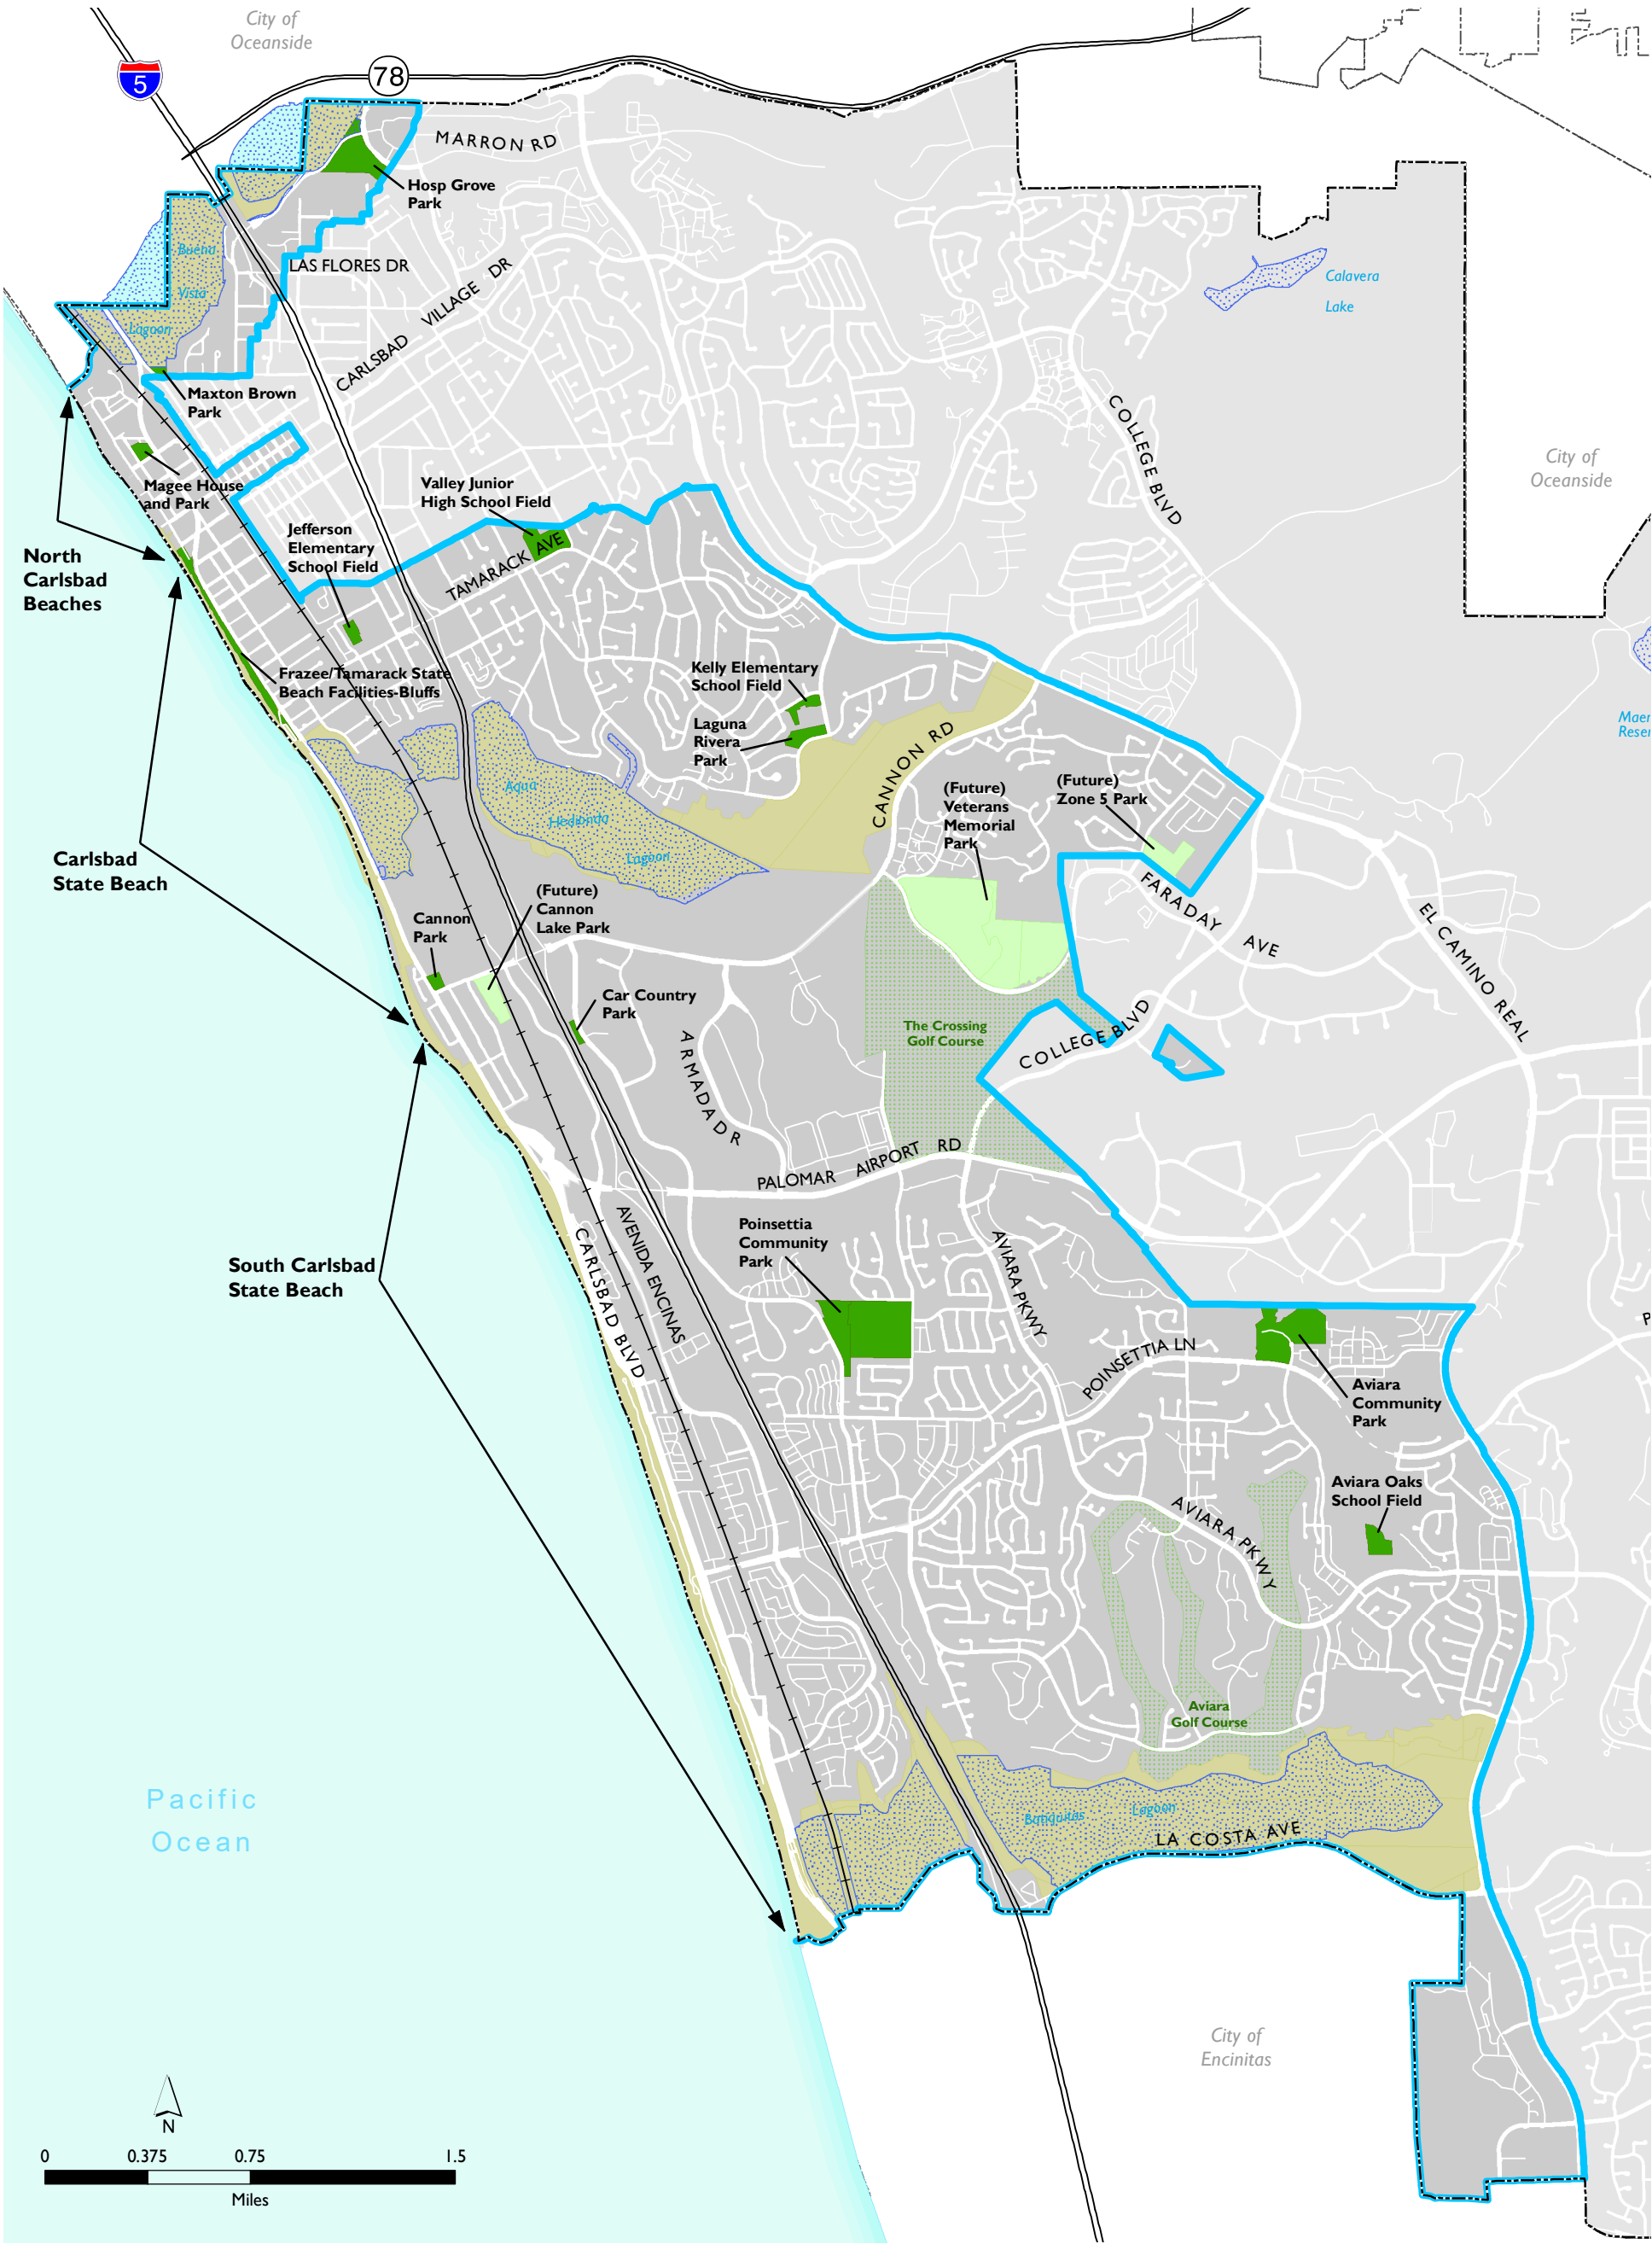 City of
Oceanside
5
78
MARRON RD
Hosp Grove
Park
LAS FLORES DR
Buena
Vista
Lagoon
CARLSBAD VILLAGE DR
Calavera
Lake
Maxton Brown
Park
COLLEGE BLVD
City of
Oceanside
Magee House
and Park
Valley Junior
High School Field
Jefferson
Elementary
School Field
TAMARACK AVE
North
Carlsbad
Beaches
Frazee/Tamarack State
Beach Facilities-Bluffs
Kelly Elementary
School Field
Laguna
Rivera
Park
CANNON RD
Maer
Reser
(Future)
Veterans
Memorial
Park
(Future)
Zone 5 Park
Agua
Hedionda
Lagoon
Carlsbad
State Beach
FARADAY AVE
(Future)
Cannon
Lake Park
Cannon
Park
EL CAMINO REAL
Car Country
Park
The Crossing
Golf Course
COLLEGE BLVD
ARMADA DR
PALOMAR AIRPORT RD
South Carlsbad
State Beach
CARLSBAD BLVD
AVENIDA ENCINAS
Poinsettia
Community
Park
AVIARA PKWY
POINSETTIA LN
P
Aviara
Community
Park
Aviara Oaks
School Field
AVIARA PKWY
Aviara
Golf Course
Batiquitos Lagoon
LA COSTA AVE
Pacific
Ocean
City of
Encinitas
N
0 0.375 0.75 1.5
Miles